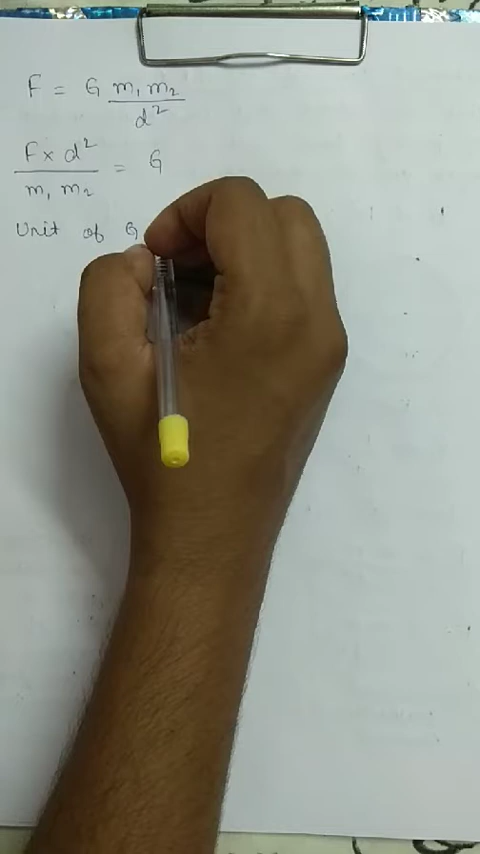 F = G m₁ m₂ / d²
F × d² / m₁ m₂ = G
Unit of G